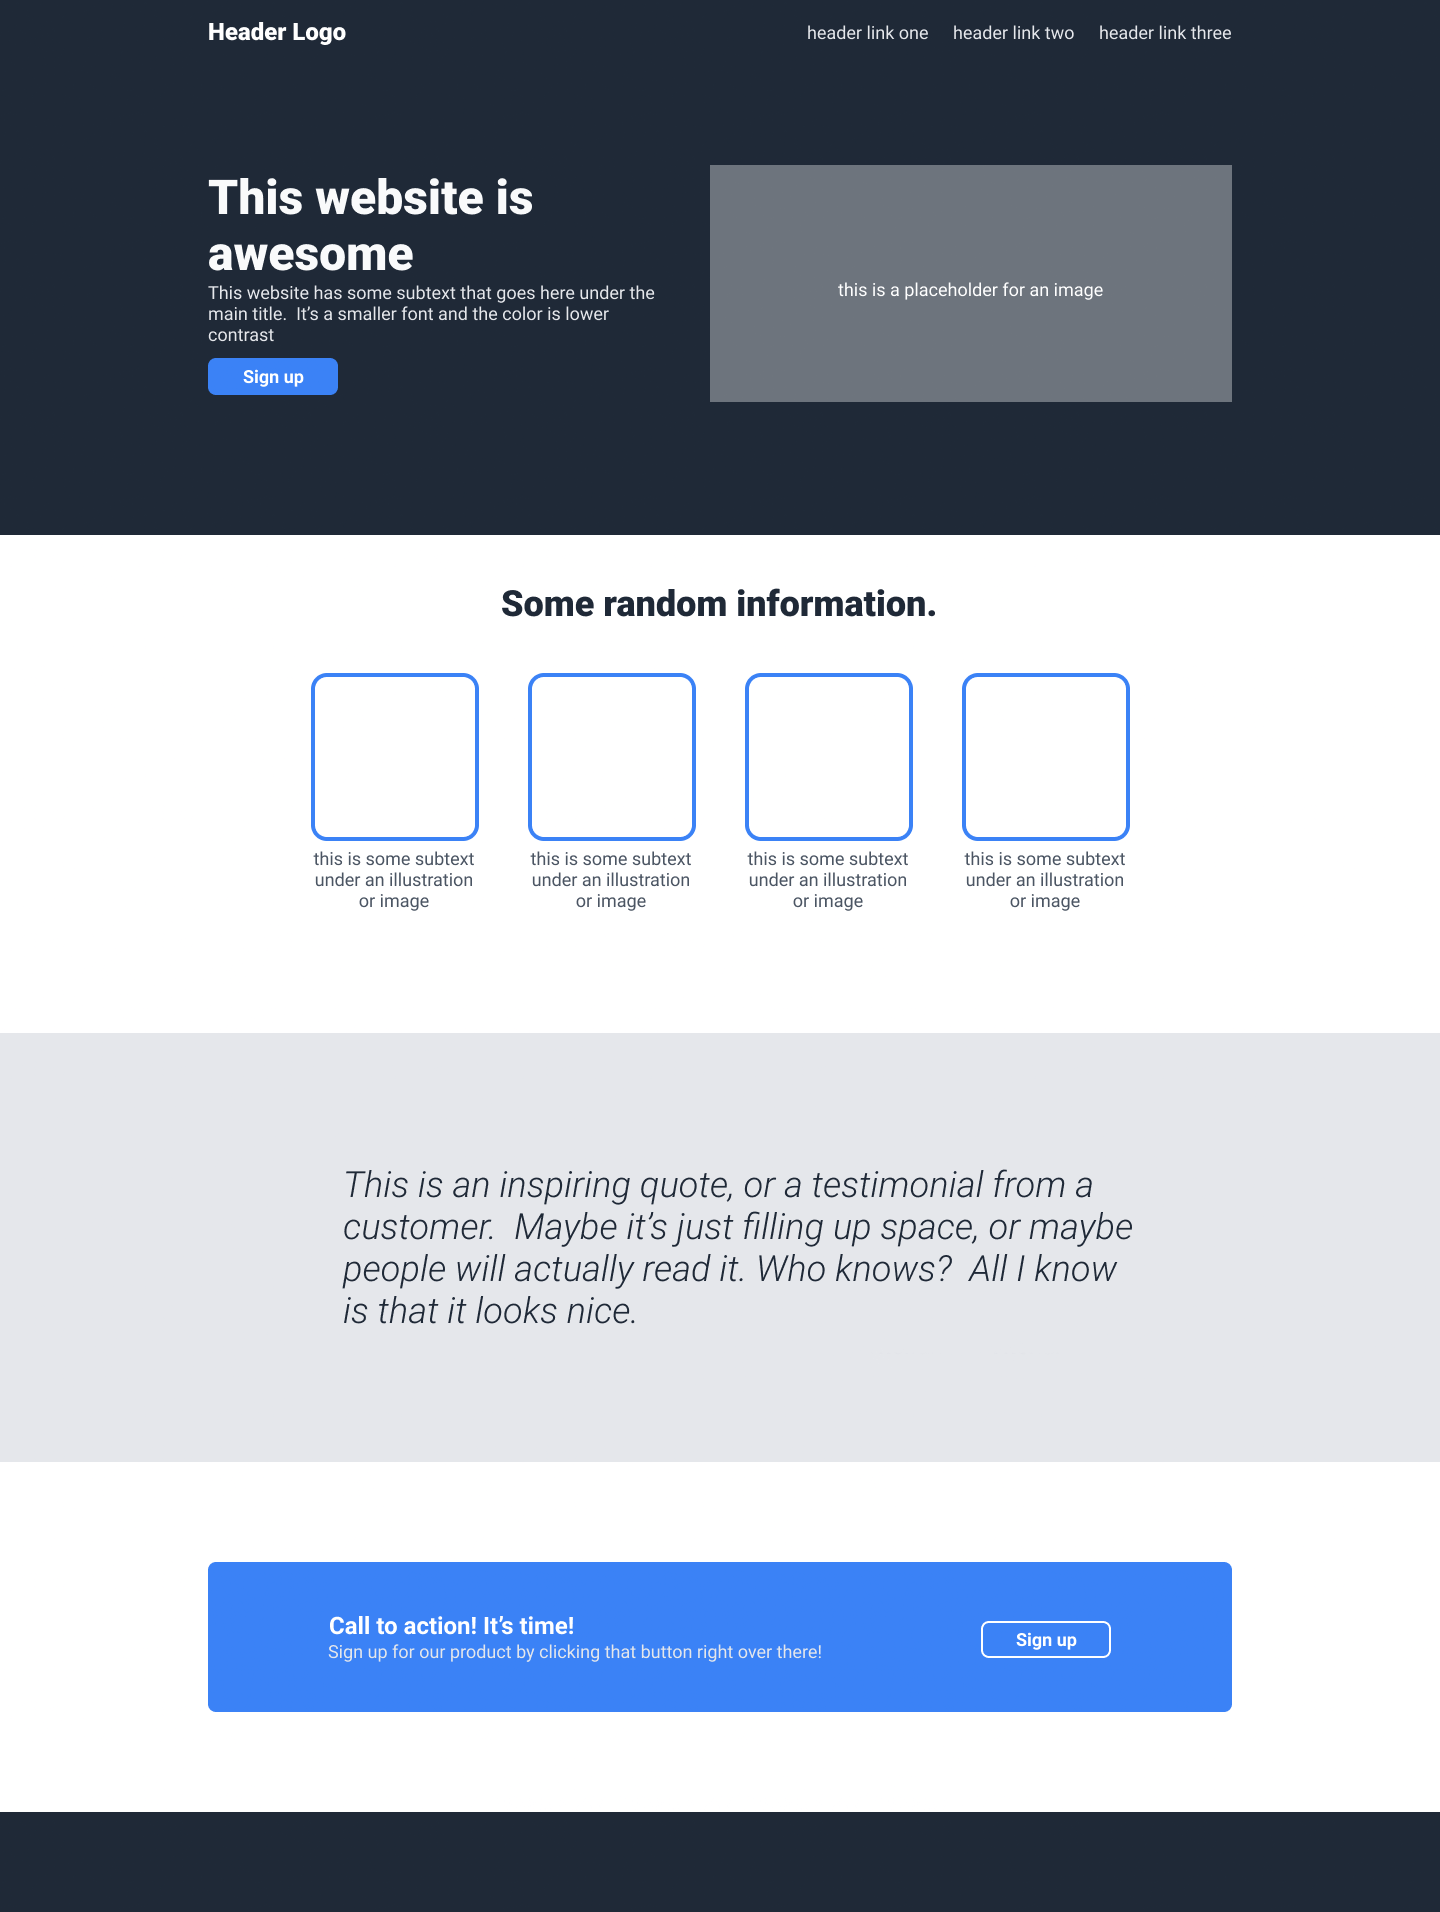 Header Logo
header link one
header link two
header link three
This website is
awesome
This website has some subtext that goes here under the
main title.  It’s a smaller font and the color is lower
contrast
Sign up
this is a placeholder for an image
Some random information.
this is some subtext
under an illustration
or image
this is some subtext
under an illustration
or image
this is some subtext
under an illustration
or image
this is some subtext
under an illustration
or image
This is an inspiring quote, or a testimonial from a
customer.  Maybe it’s just filling up space, or maybe
people will actually read it. Who knows?  All I know
is that it looks nice.
Call to action! It’s time!
Sign up for our product by clicking that button right over there!
Sign up